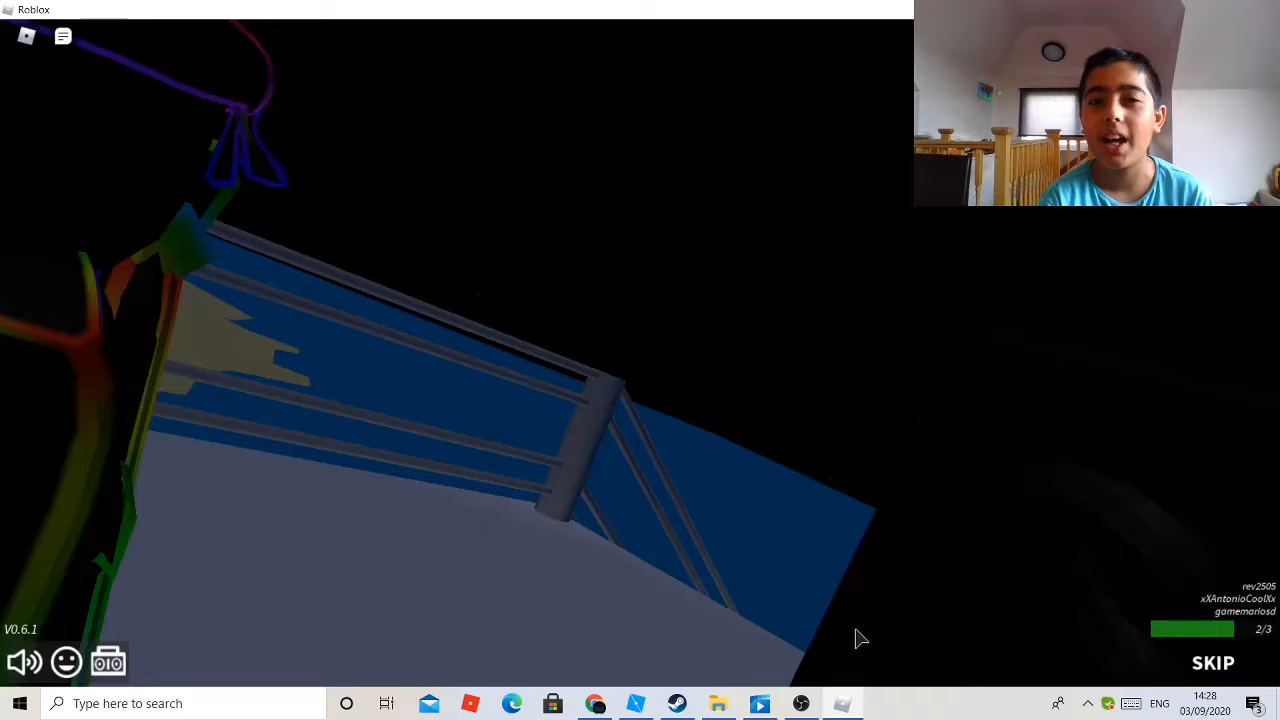 Roblox
rev2505
xXAntonioCoolXx
gamemariosd
V0.6.1
2/3
SKIP
Type here to search
ENG
14:28
03/09/2020
3